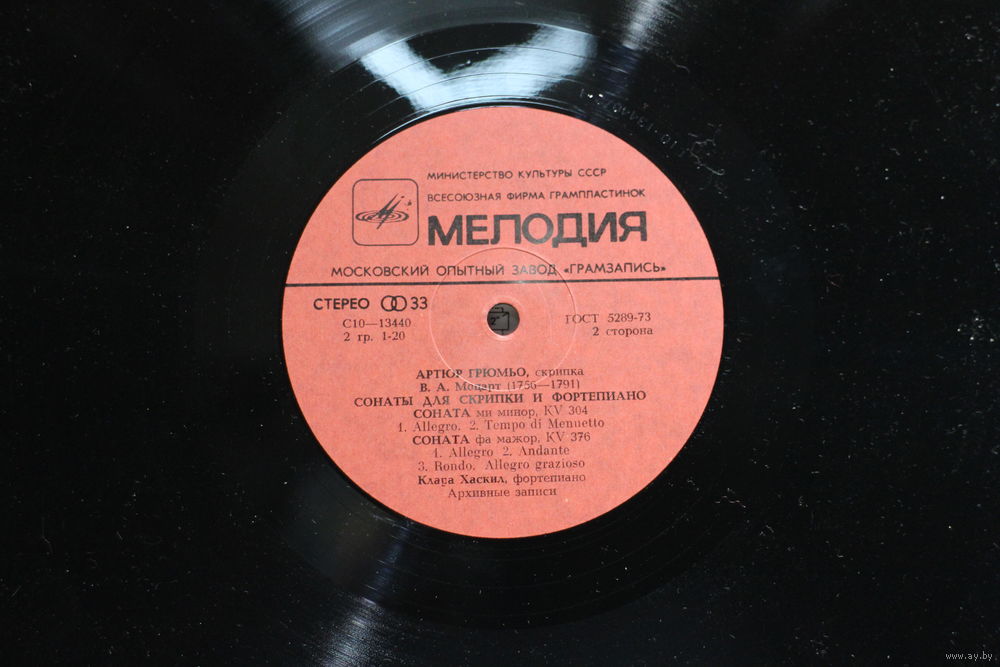 МИНИСТЕРСТВО КУЛЬТУРЫ СССР
ВСЕСОЮЗНАЯ ФИРМА ГРАМПЛАСТИНОК
МЕЛОДИЯ
МОСКОВСКИЙ ОПЫТНЫЙ ЗАВОД «ГРАМЗАПИСЬ»
СТЕРЕО 33
С10—13440
2 гр. 1-20
ГОСТ 5289-73
2 сторона
АРТЮР ГРЮМЬО, скрипка
В. А. Моцарт (1756—1791)
СОНАТЫ ДЛЯ СКРИПКИ И ФОРТЕПИАНО
СОНАТА ми минор, KV 304
1. Allegro. 2. Tempo di Menuetto
СОНАТА фа мажор, KV 376
1. Allegro 2. Andante
3. Rondo. Allegro grazioso
Клара Хаскил, фортепиано
Архивные записи
www.ay.by